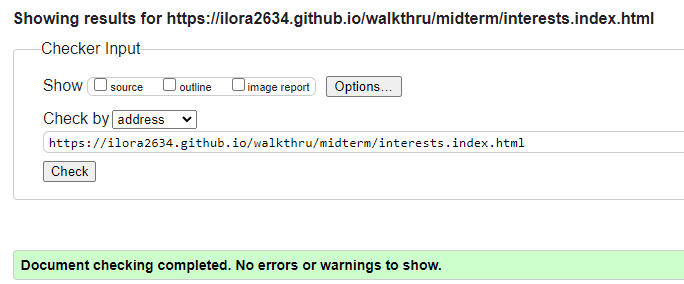 Showing results for https://ilora2634.github.io/walkthru/midterm/interests.index.html
Checker Input
Show source outline image report Options...
Check by address
https://ilora2634.github.io/walkthru/midterm/interests.index.html
Check
Document checking completed. No errors or warnings to show.